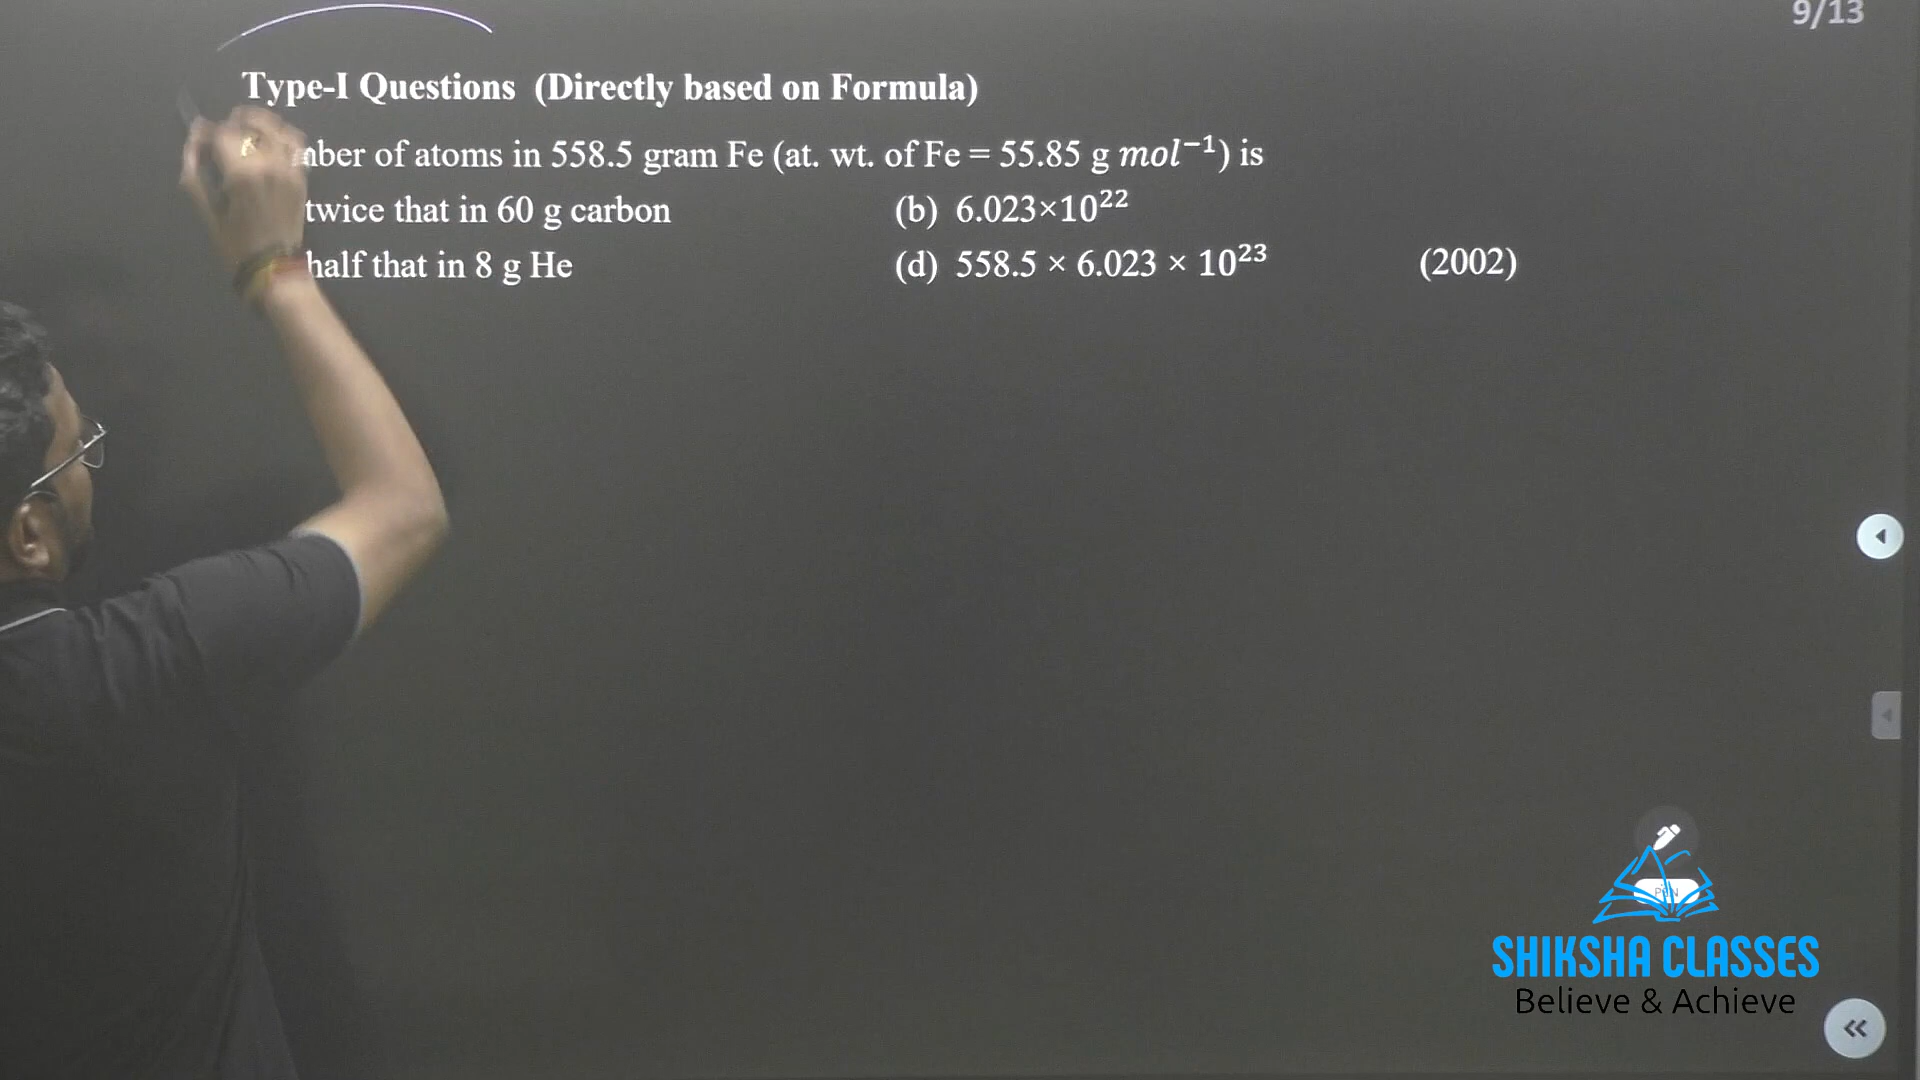 9/13
Type-I Questions (Directly based on Formula)
of atoms in 558.5 gram Fe (at. wt. of Fe = 55.85 g mol⁻¹) is
twice that in 60 g carbon (b) 6.023×10²²
half that in 8 g He (d) 558.5 × 6.023 × 10²³ (2002)
SHIKSHA CLASSES
Believe & Achieve